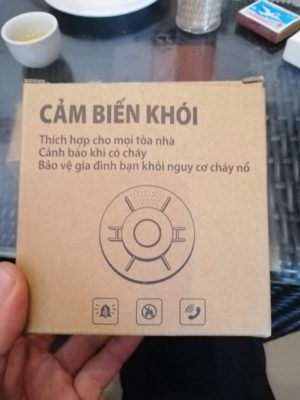 CẢM BIẾN KHÓI
Thích hợp cho mọi tòa nhà
Cảnh báo khi có cháy
Bảo vệ gia đình bạn khỏi nguy cơ cháy nổ